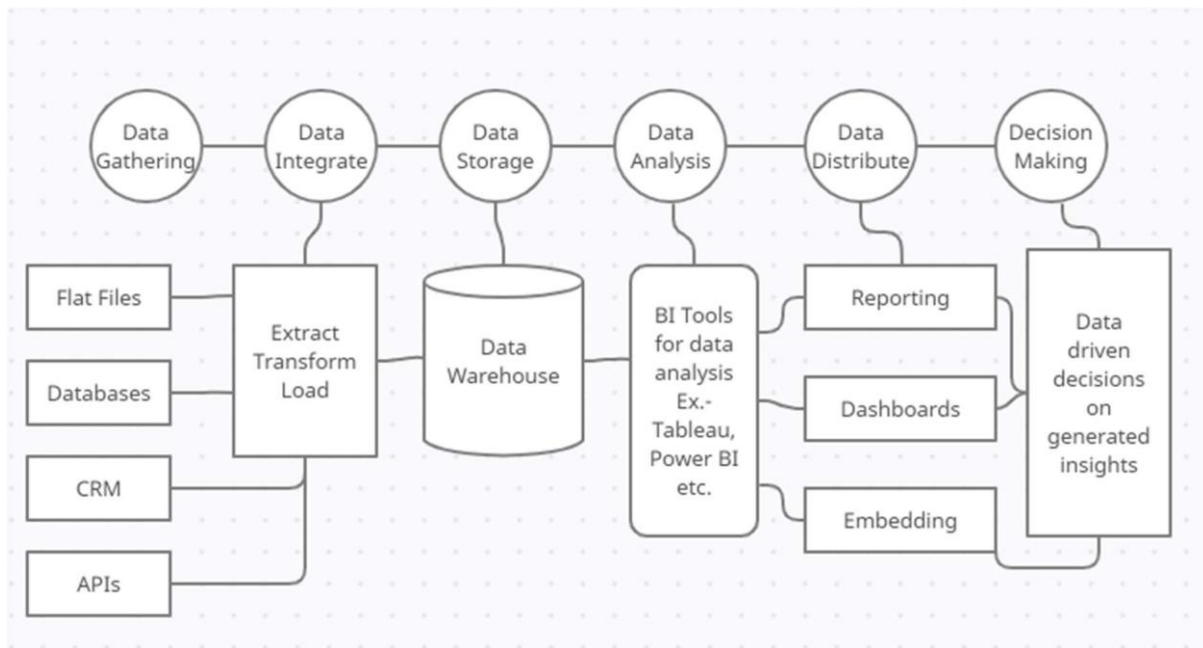 Data
Gathering
Data
Integrate
Data
Storage
Data
Analysis
Data
Distribute
Decision
Making
Flat Files
Databases
CRM
APIs
Extract
Transform
Load
Data
Warehouse
BI Tools
for data
analysis
Ex.-
Tableau,
Power BI
etc.
Reporting
Dashboards
Embedding
Data
driven
decisions
on
generated
insights